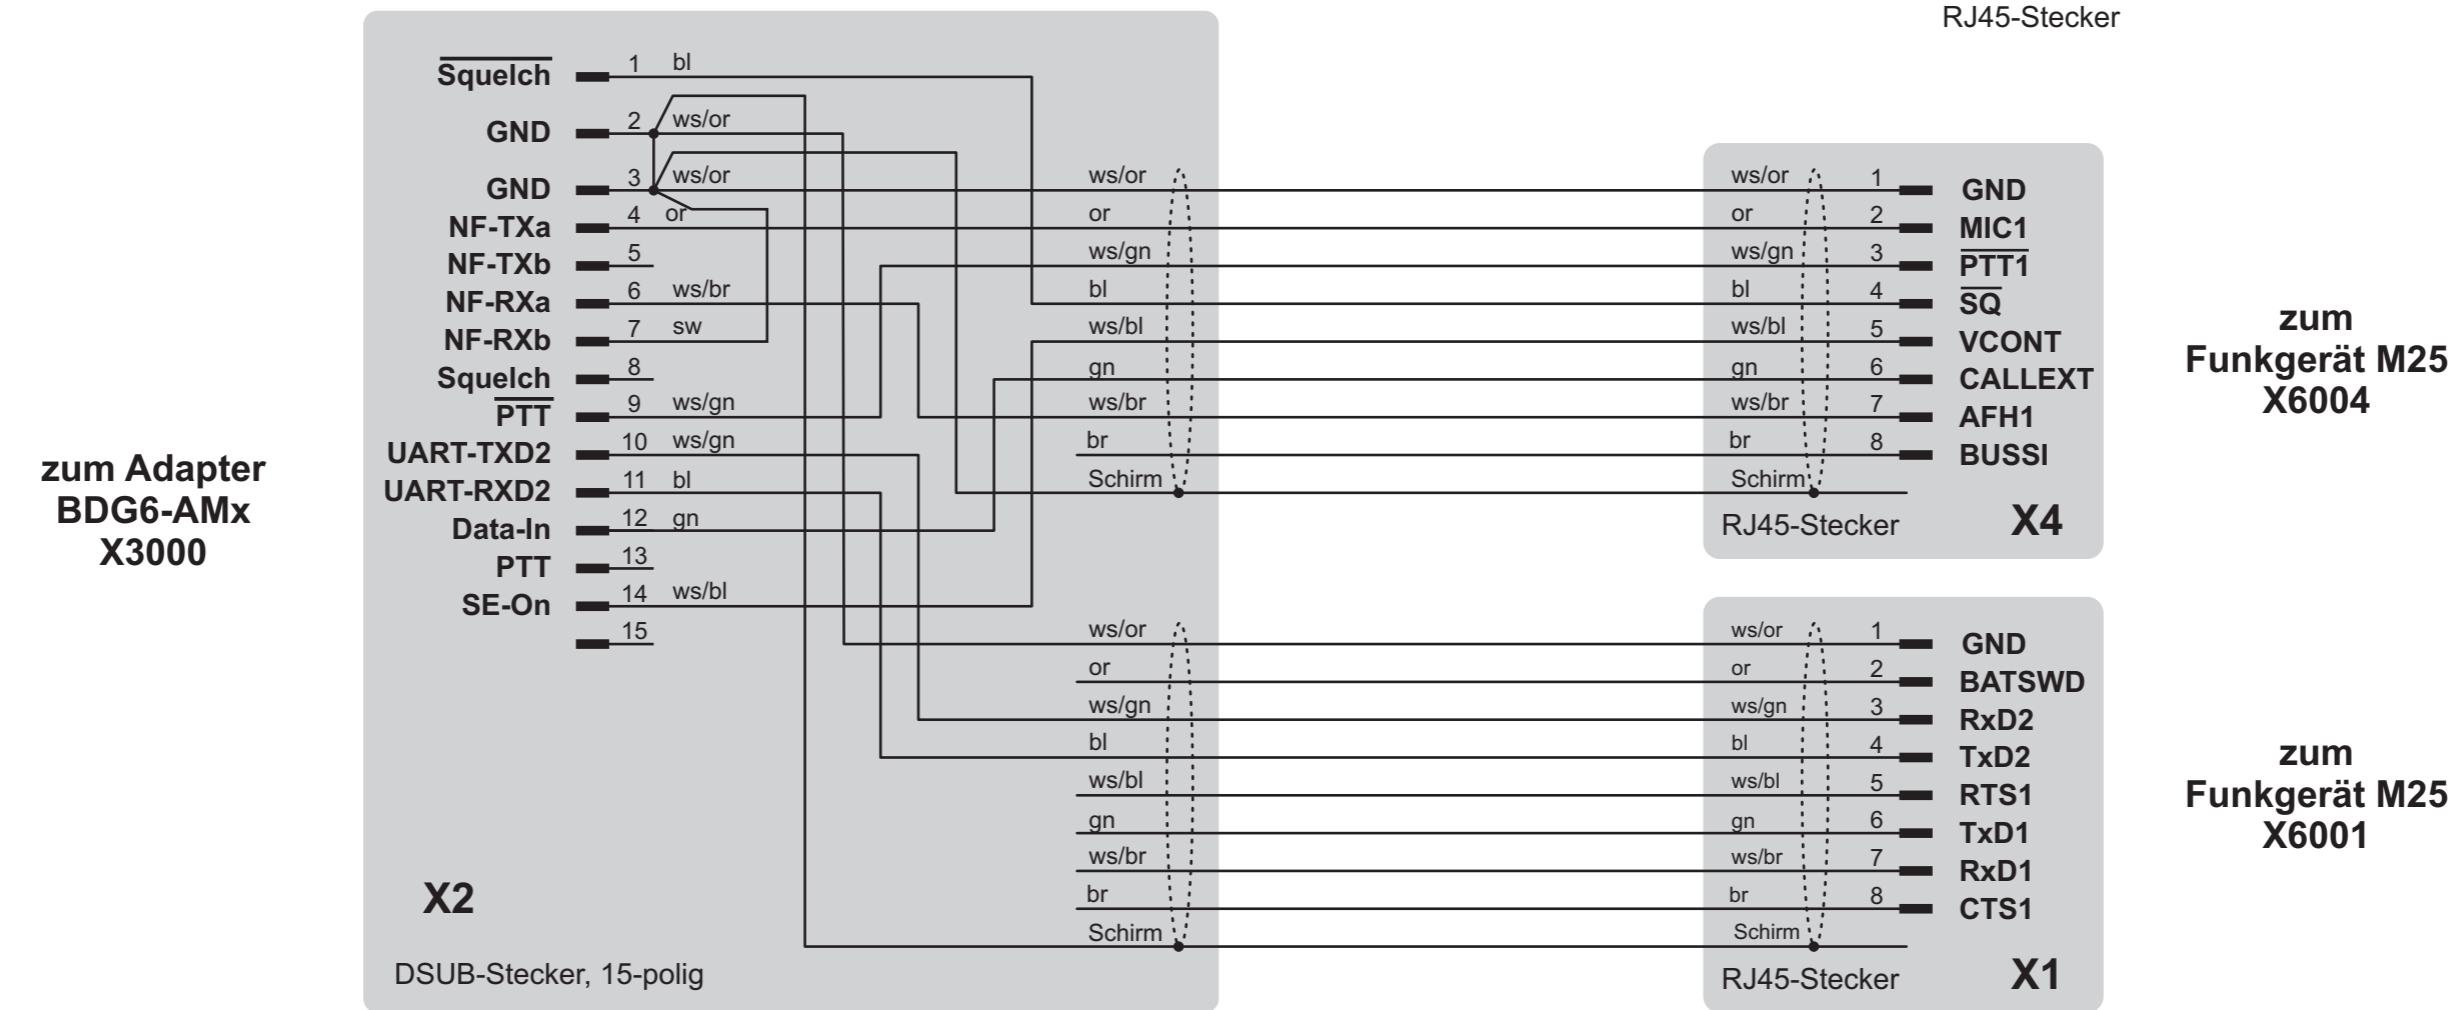 RJ45-Stecker
zum Adapter
BDG6-AMx
X3000
Squelch 1 bl
GND 2 ws/or
GND 3 ws/or
NF-TXa 4 or
NF-TXb 5
NF-RXa 6 ws/br
NF-RXb 7 sw
Squelch 8
PTT 9 ws/gn
UART-TXD2 10 ws/gn
UART-RXD2 11 bl
Data-In 12 gn
PTT 13
SE-On 14 ws/bl
15
X2
DSUB-Stecker, 15-polig
ws/or ws/or 1 GND
or or 2 MIC1
ws/gn ws/gn 3 PTT1
bl bl 4 SQ
ws/bl ws/bl 5 VCONT
gn gn 6 CALLEXT
ws/br ws/br 7 AFH1
br br 8 BUSSI
Schirm Schirm
RJ45-Stecker X4
zum
Funkgerät M25
X6004
ws/or ws/or 1 GND
or or 2 BATSWD
ws/gn ws/gn 3 RxD2
bl bl 4 TxD2
ws/bl ws/bl 5 RTS1
gn gn 6 TxD1
ws/br ws/br 7 RxD1
br br 8 CTS1
Schirm Schirm
RJ45-Stecker X1
zum
Funkgerät M25
X6001